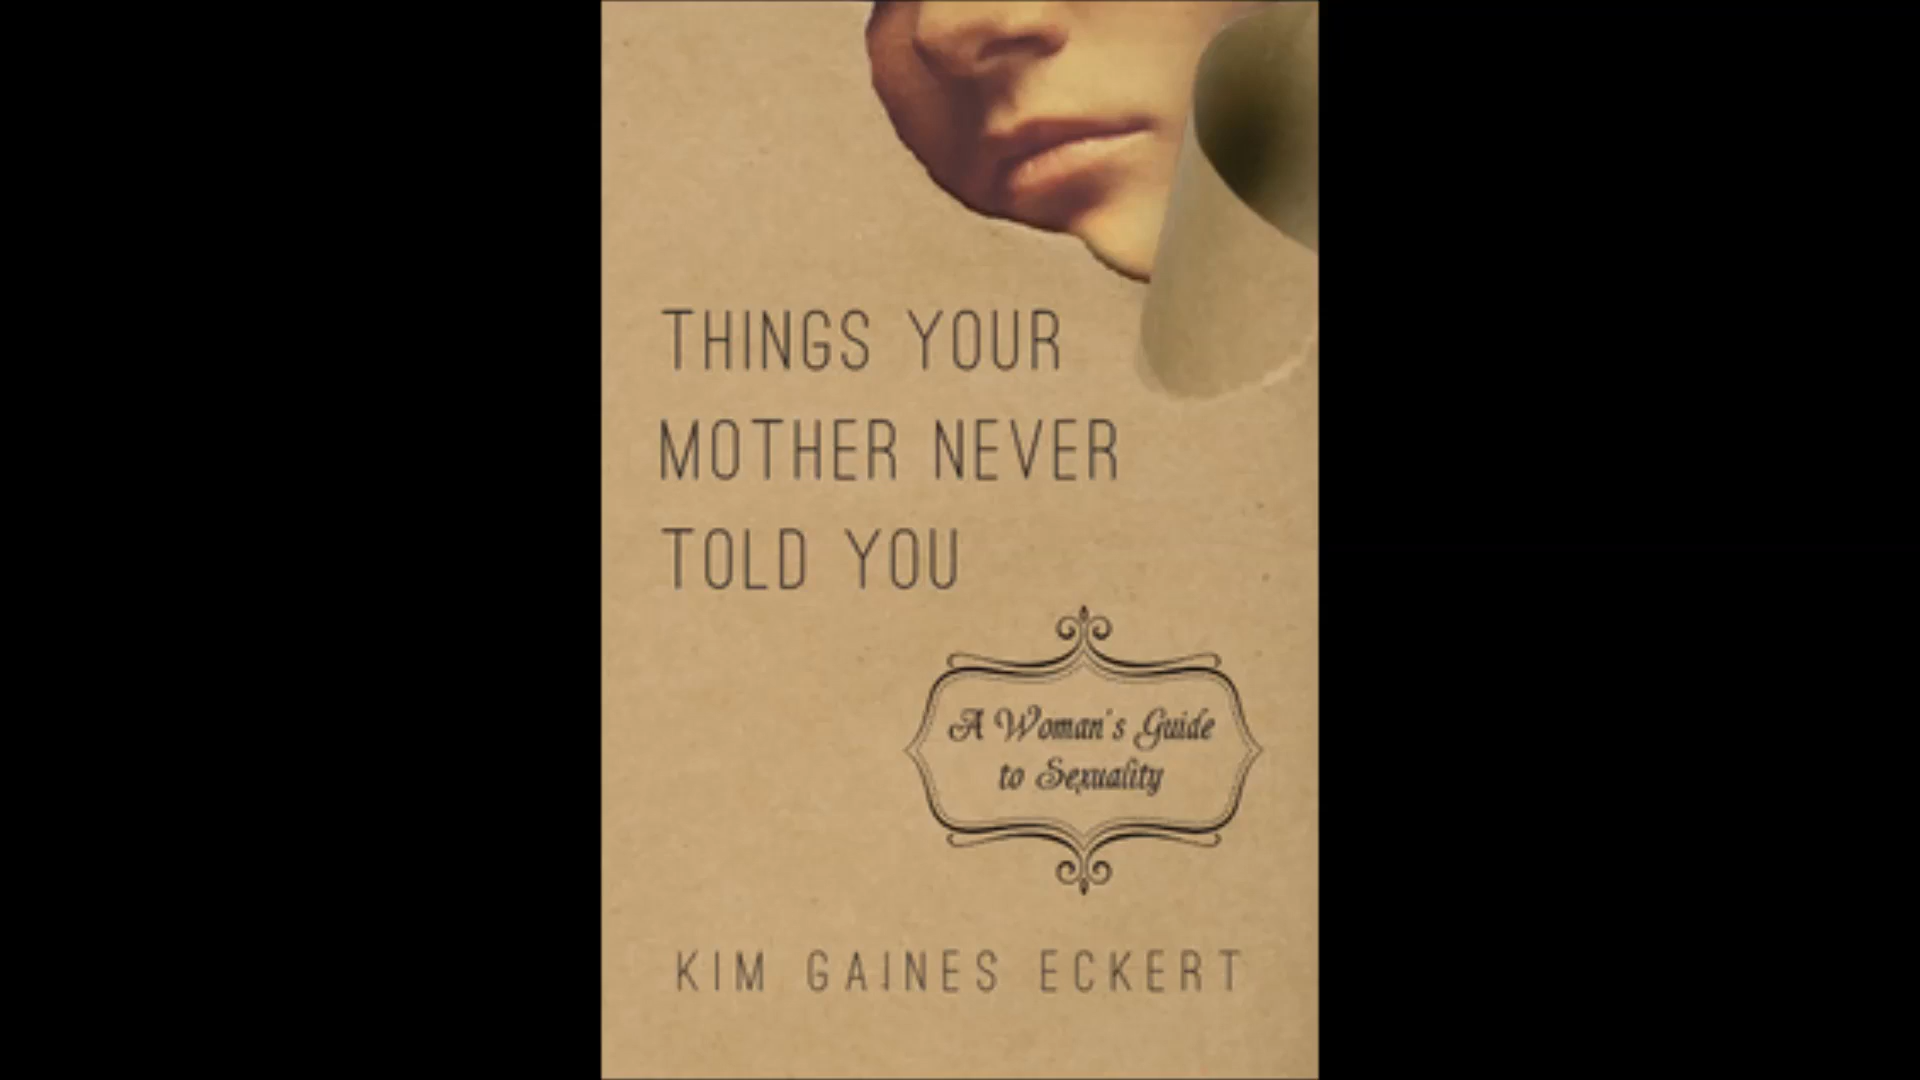 THINGS YOUR
MOTHER NEVER
TOLD YOU
A Woman's Guide
to Sexuality
KIM GAINES ECKERT